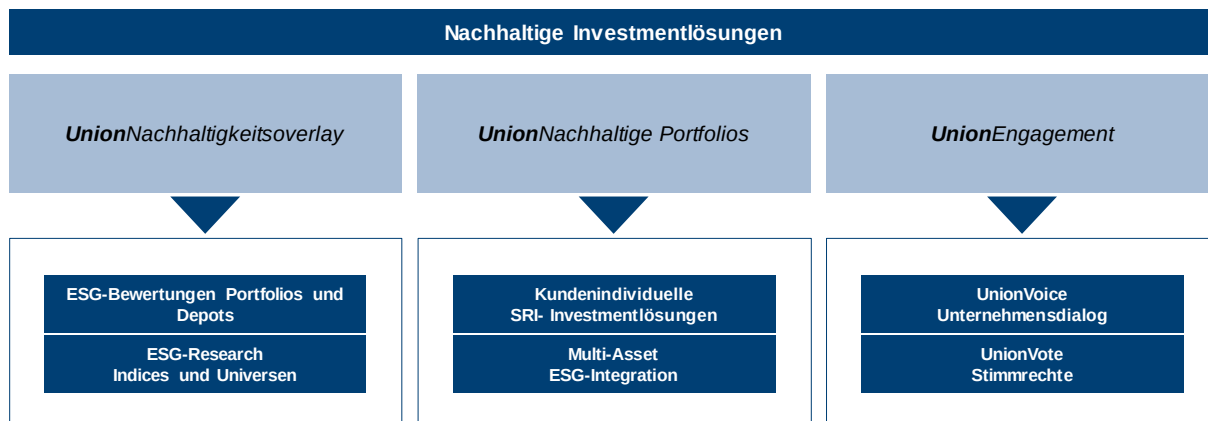 Nachhaltige Investmentlösungen
UnionNachhaltigkeitsoverlay
UnionNachhaltige Portfolios
UnionEngagement
ESG-Bewertungen Portfolios und
Depots
ESG-Research
Indices und Universen
Kundenindividuelle
SRI- Investmentlösungen
Multi-Asset
ESG-Integration
UnionVoice
Unternehmensdialog
UnionVote
Stimmrechte